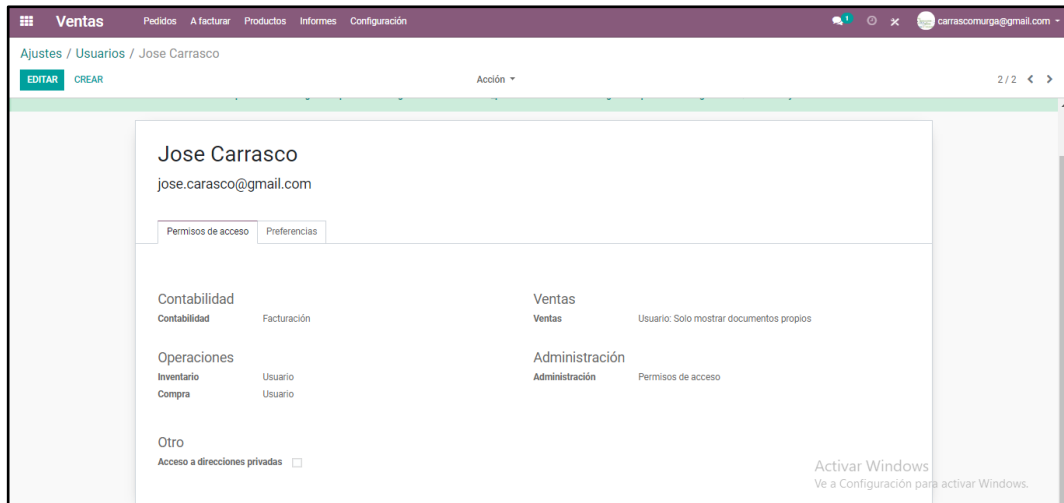 Ventas Pedidos A facturar Productos Informes Configuración 1 carrascomurga@gmail.com
Ajustes / Usuarios / Jose Carrasco
EDITAR CREAR Acción 2 / 2
Jose Carrasco
jose.carasco@gmail.com
Permisos de acceso Preferencias
Contabilidad Ventas
Contabilidad Facturación Ventas Usuario: Solo mostrar documentos propios
Operaciones Administración
Inventario Usuario Administración Permisos de acceso
Compra Usuario
Otro
Acceso a direcciones privadas
Activar Windows
Ve a Configuración para activar Windows.